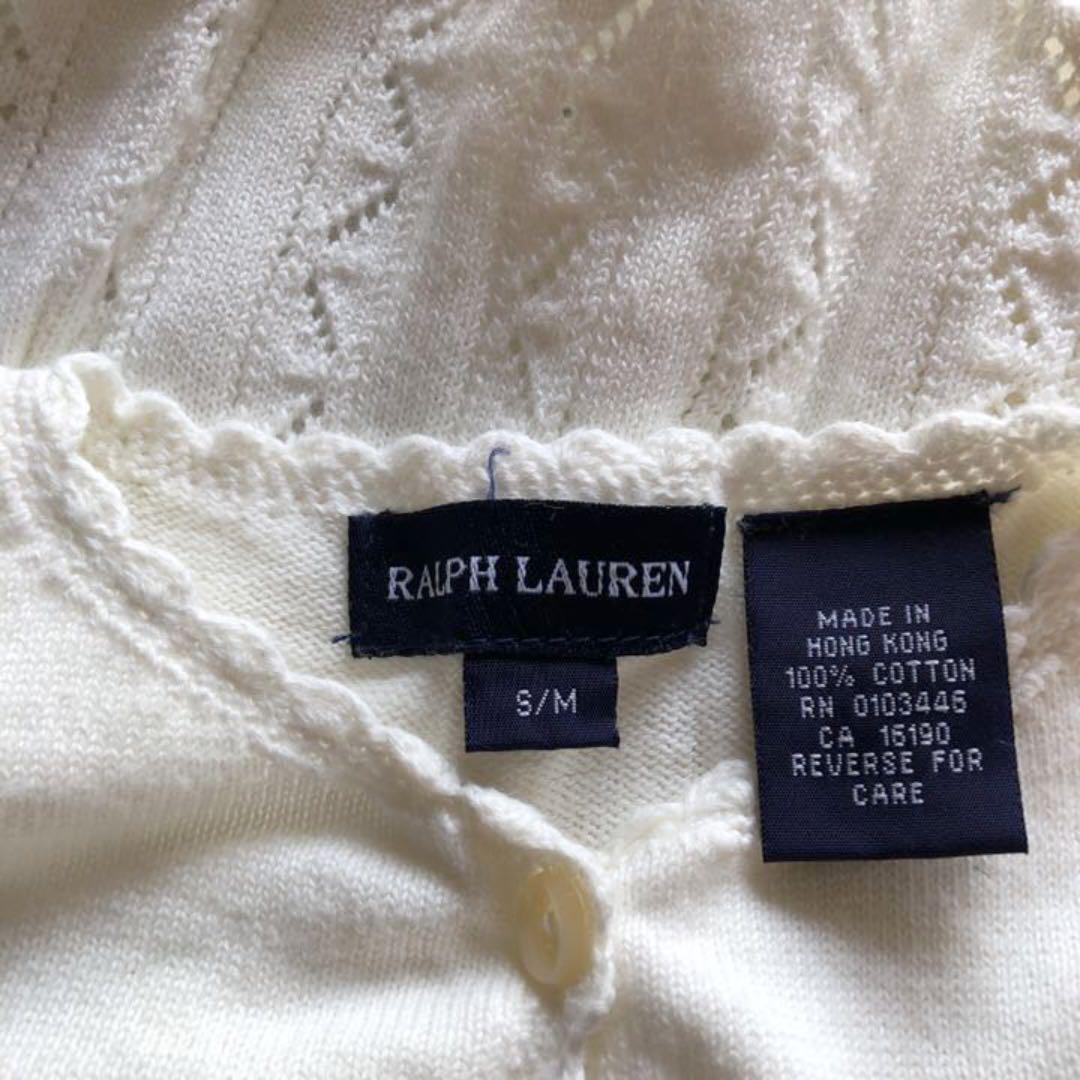 RALPH LAUREN
S/M
MADE IN
HONG KONG
100% COTTON
RN 0103446
CA 16190
REVERSE FOR
CARE